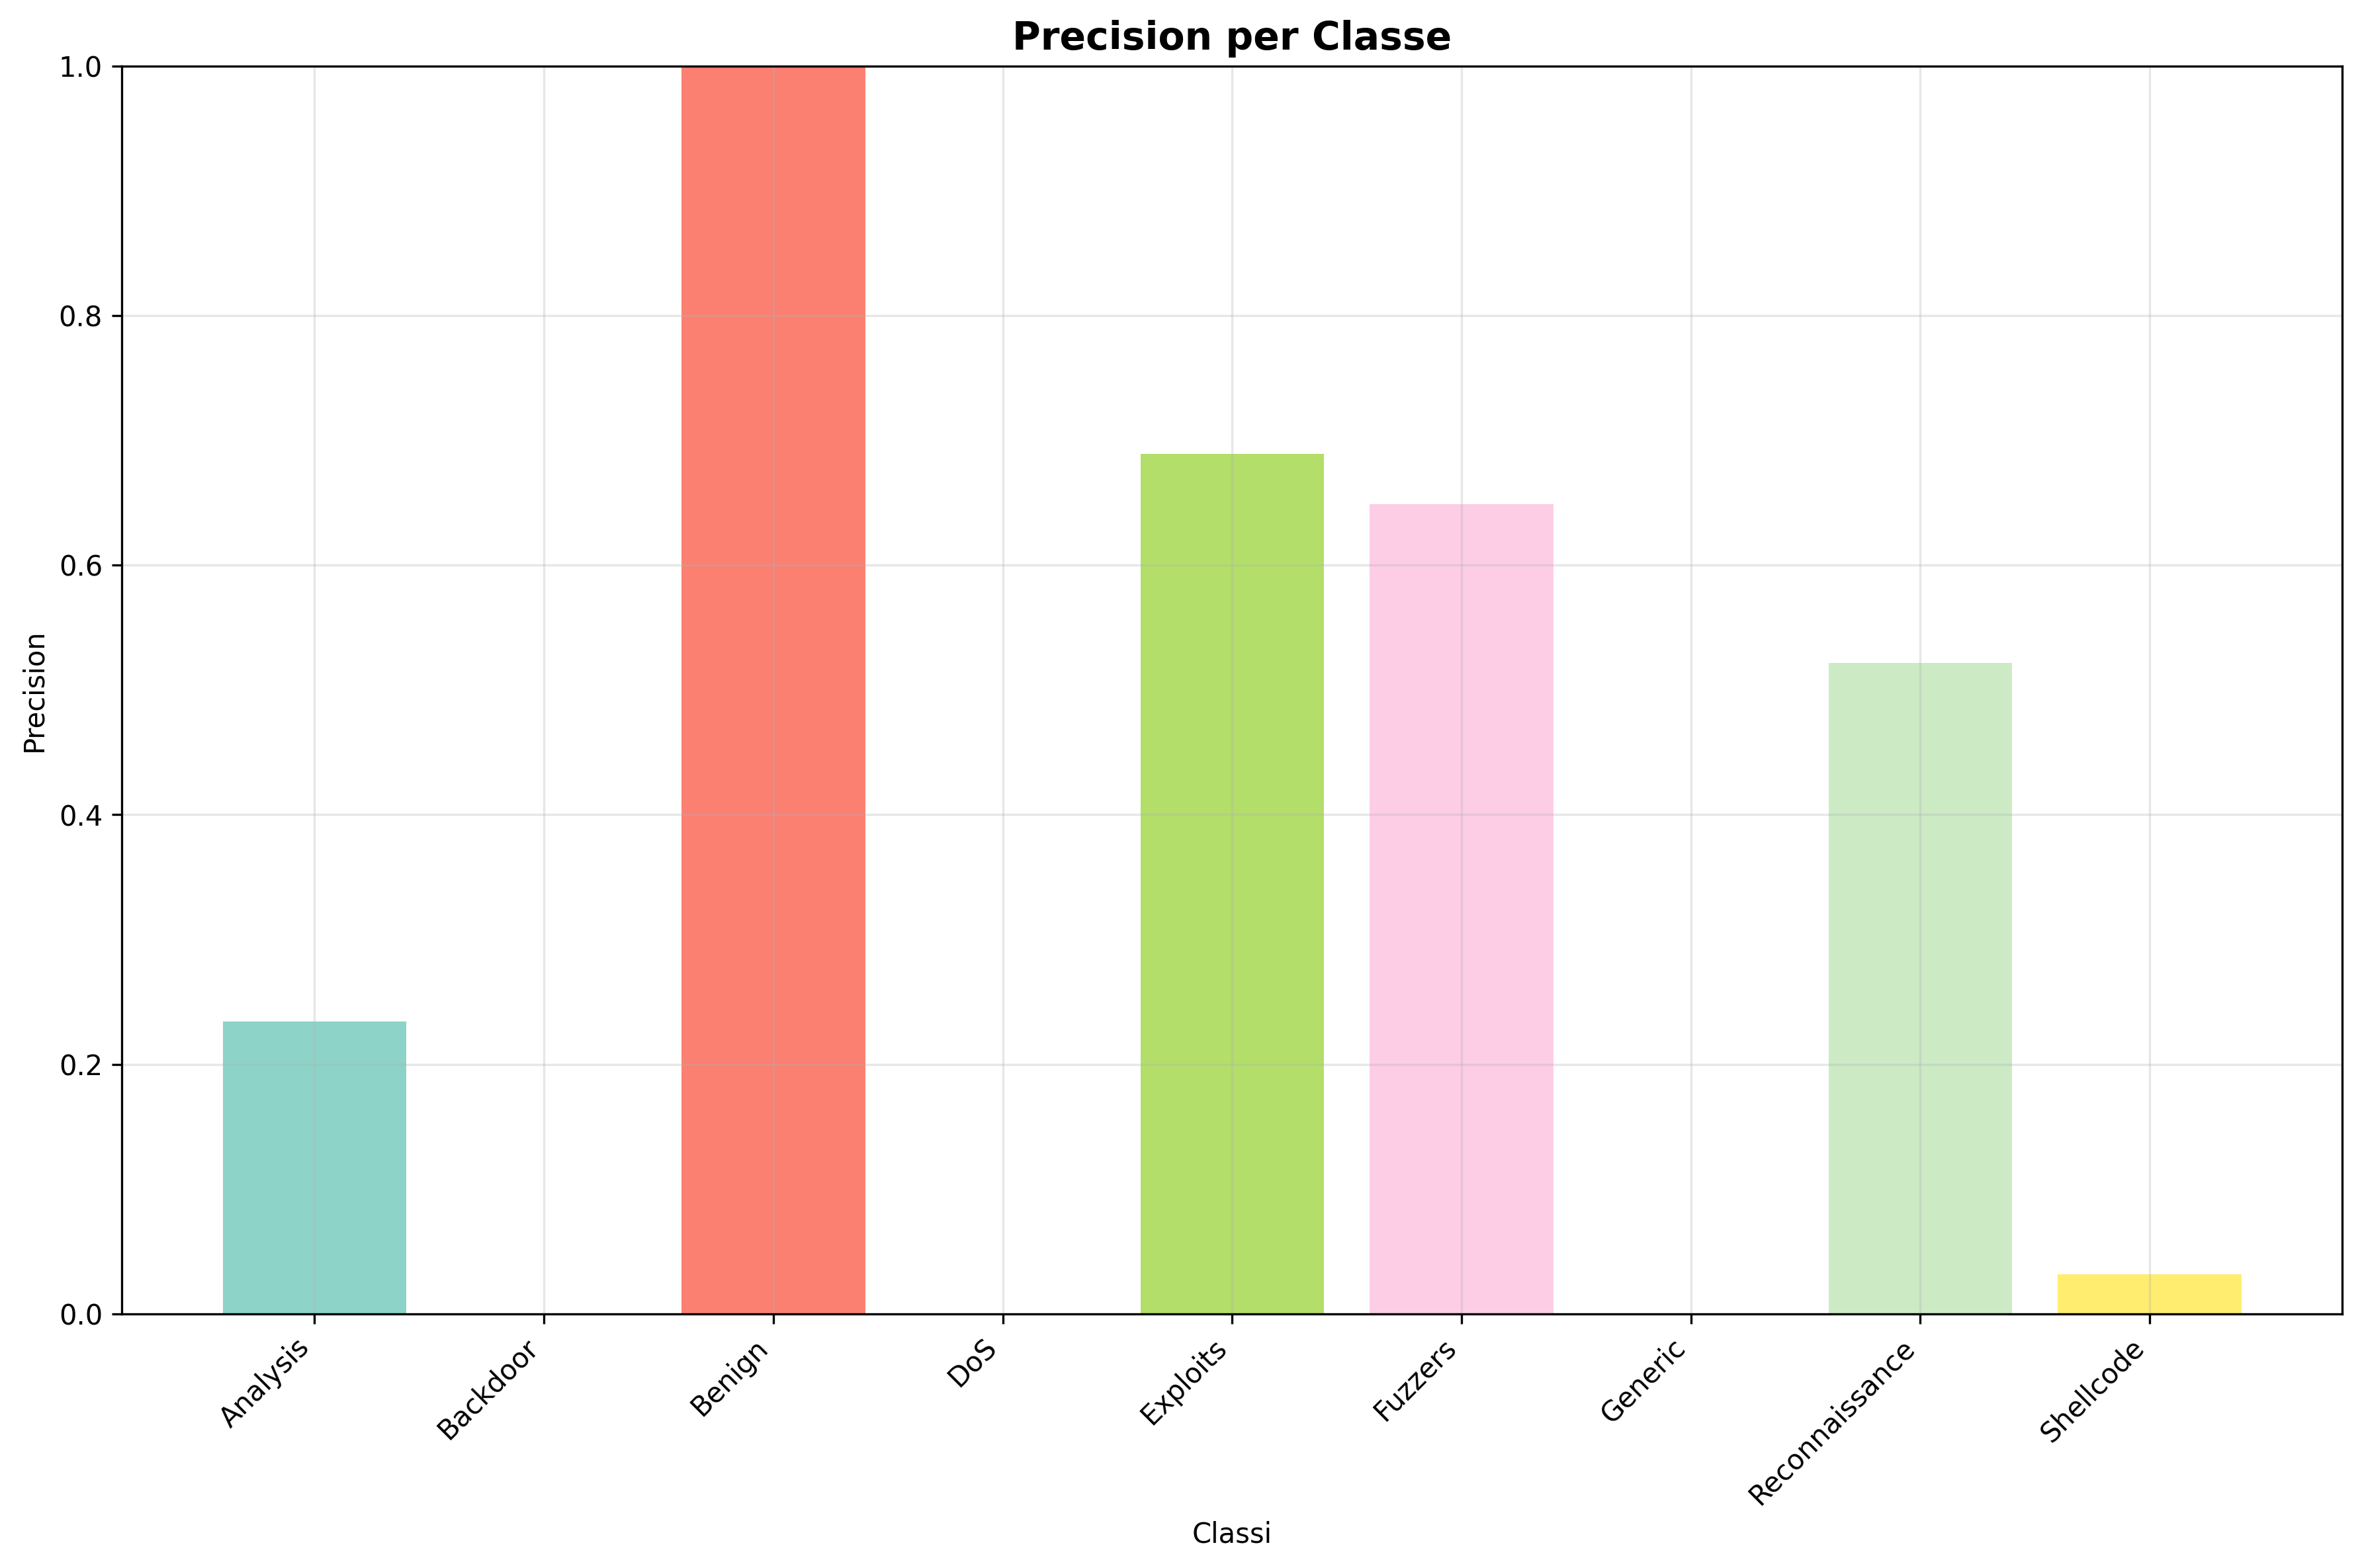 Precision per Classe
1.0
0.8
0.6
0.4
0.2
0.0
Precision
Analysis
Backdoor
Benign
DoS
Exploits
Fuzzers
Generic
Reconnaissance
Shellcode
Classi